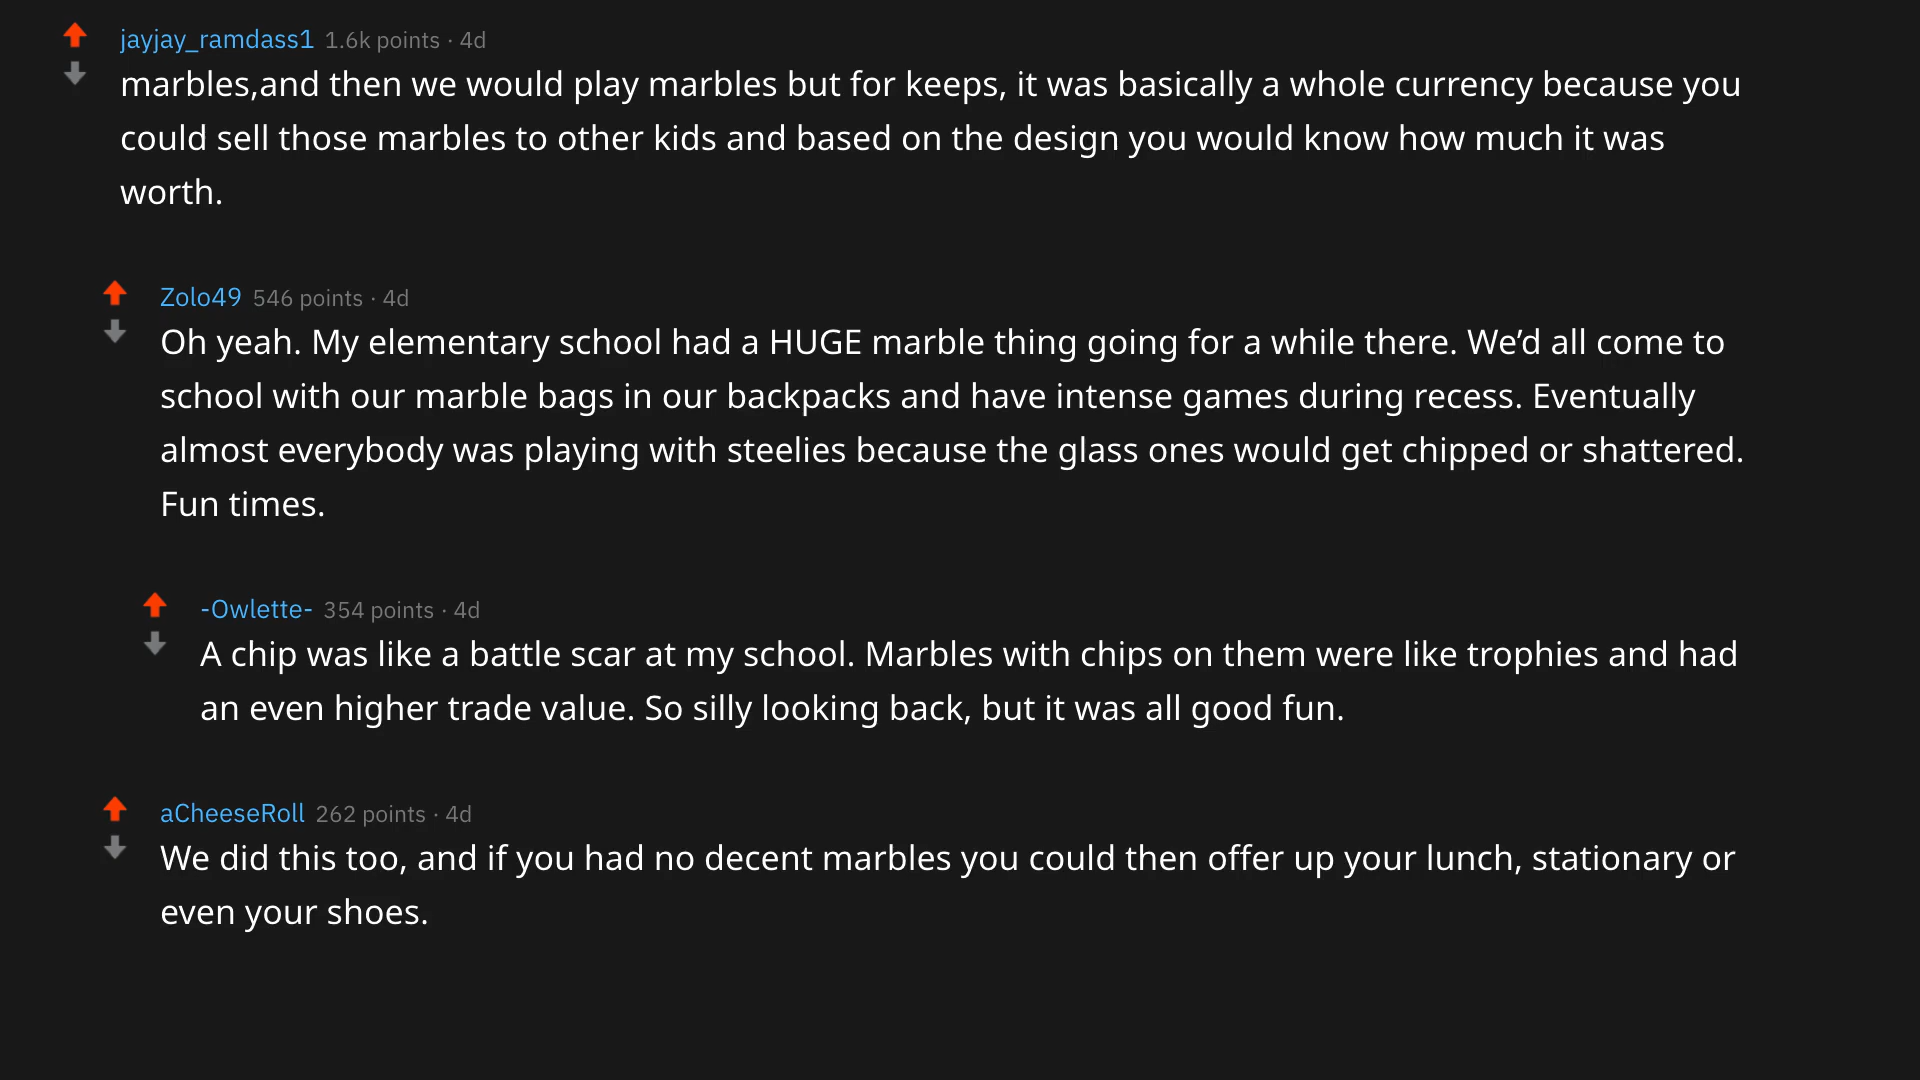 jayjay_ramdass1 1.6k points · 4d
marbles,and then we would play marbles but for keeps, it was basically a whole currency because you
could sell those marbles to other kids and based on the design you would know how much it was
worth.
Zolo49 546 points · 4d
Oh yeah. My elementary school had a HUGE marble thing going for a while there. We’d all come to
school with our marble bags in our backpacks and have intense games during recess. Eventually
almost everybody was playing with steelies because the glass ones would get chipped or shattered.
Fun times.
-Owlette- 354 points · 4d
A chip was like a battle scar at my school. Marbles with chips on them were like trophies and had
an even higher trade value. So silly looking back, but it was all good fun.
aCheeseRoll 262 points · 4d
We did this too, and if you had no decent marbles you could then offer up your lunch, stationary or
even your shoes.